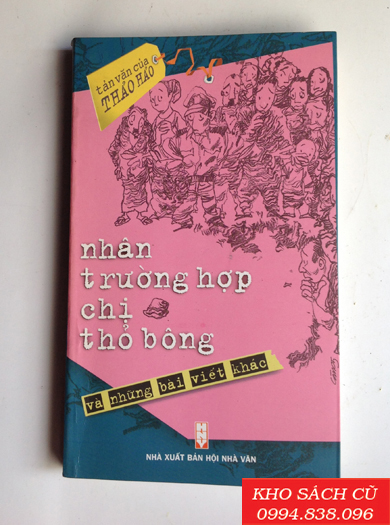 tản văn của
THẢO HẢO
nhân
trường hợp
chị
thỏ bông
và những bài viết khác
HNV
NHÀ XUẤT BẢN HỘI NHÀ VĂN
KHO SÁCH CŨ
0994.838.096